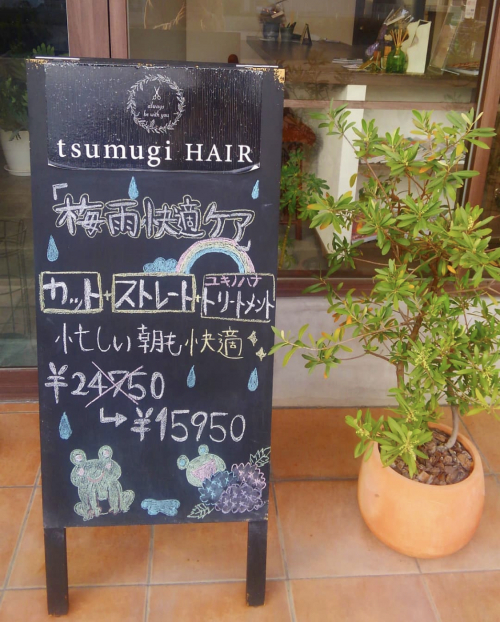 always
be with you
tsumugi HAIR
「梅雨快適ケア」
カット+ストレート+ユキノハナトリートメント
忙しい朝も快適
¥24750
↳¥15950